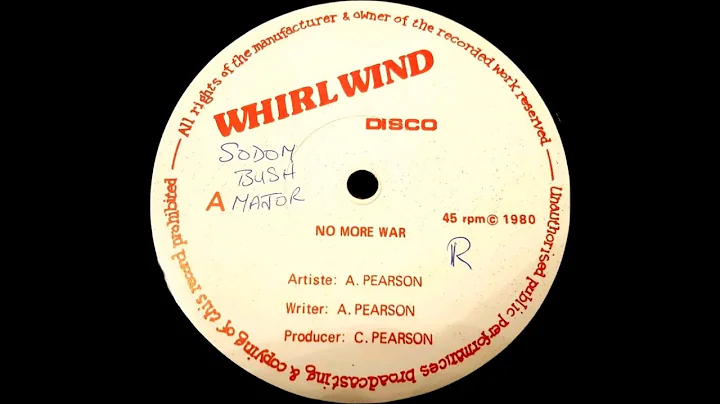 All rights of the manufacturer & owner of the recorded work reserved
Unauthorised public performances broadcasting & copying of this record prohibited
WHIRLWIND
DISCO
SODOM
BUSH
A MAJOR
NO MORE WAR
45 rpm © 1980
R
Artiste: A. PEARSON
Writer: A. PEARSON
Producer: C. PEARSON